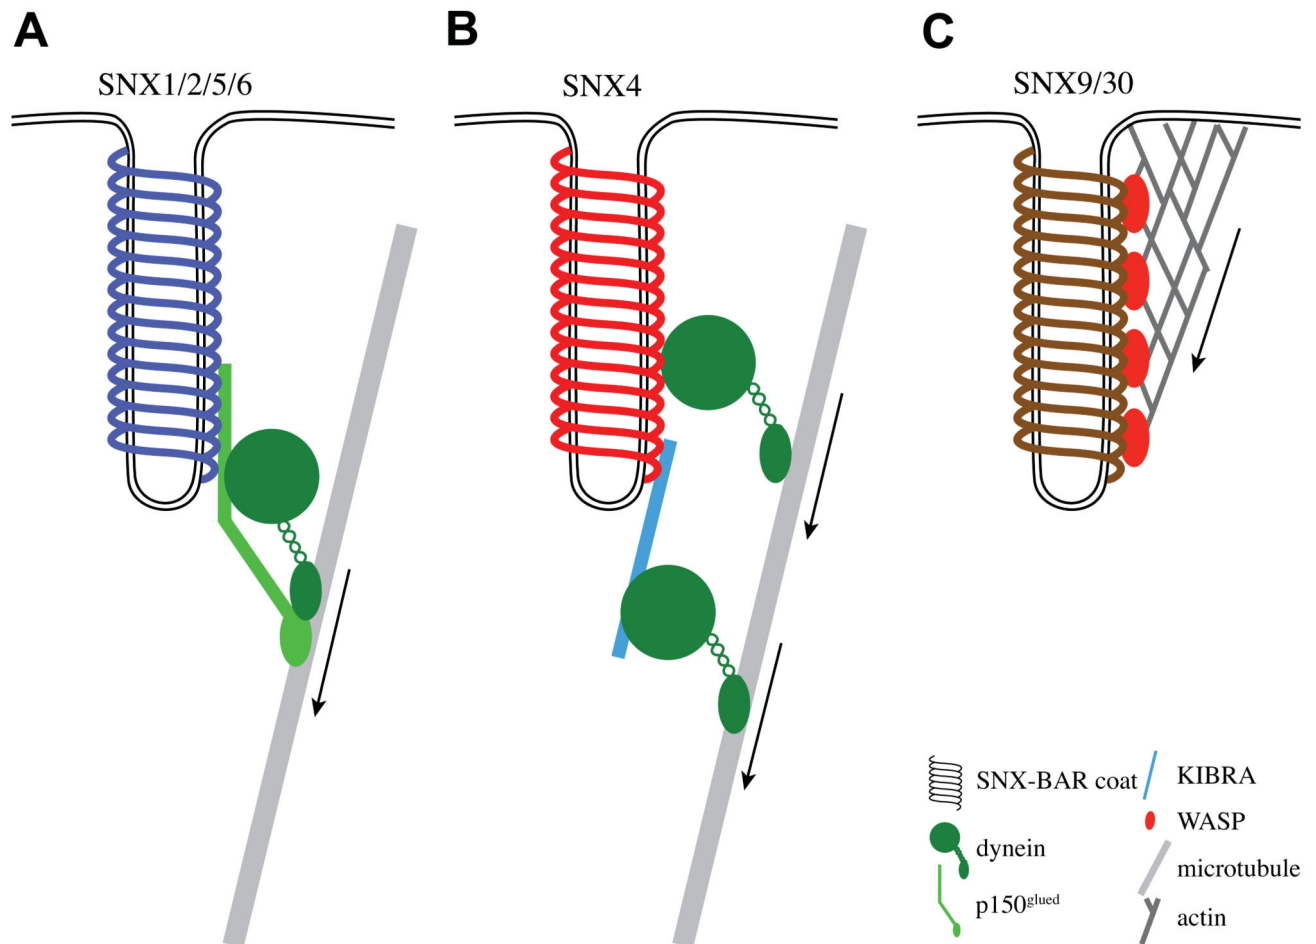 A
B
C
SNX1/2/5/6
SNX4
SNX9/30
SNX-BAR coat
dynein
p150glued
KIBRA
WASP
microtubule
actin